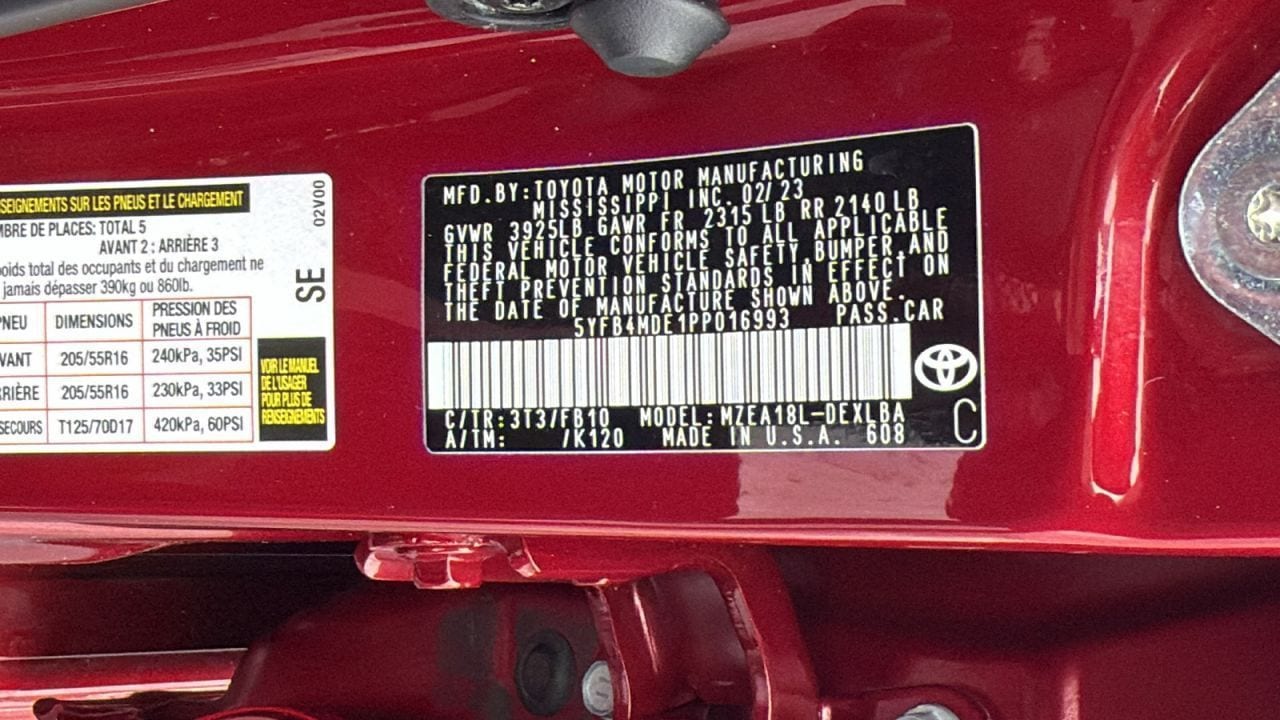 SEIGNEMENTS SUR LES PNEUS ET LE CHARGEMENT
MBRE DE PLACES: TOTAL 5
AVANT 2 : ARRIÈRE 3
poids total des occupants et du chargement ne
jamais dépasser 390kg ou 860lb.
PNEU DIMENSIONS PRESSION DES
PNEUS À FROID
VANT 205/55R16 240kPa, 35PSI
RRIÈRE 205/55R16 230kPa, 33PSI
SECOURS T125/70D17 420kPa, 60PSI
02V00
SE
VOIR LE MANUEL
DE L'USAGER
POUR PLUS DE
RENSEIGNEMENTS
MFD.BY:TOYOTA MOTOR MANUFACTURING
MISSISSIPPI INC. 02/23
GVWR 3925LB GAWR FR 2315LB RR 2140LB
THIS VEHICLE CONFORMS TO ALL APPLICABLE
FEDERAL MOTOR VEHICLE SAFETY,BUMPER,AND
THEFT PREVENTION STANDARDS IN EFFECT ON
THE DATE OF MANUFACTURE SHOWN ABOVE.
5YFB4MDE1PP016993 PASS.CAR
C/TR:3T3/FB10 MODEL:MZEA18L-DEXLBA
A/TM: /K120 MADE IN U.S.A. 608
C